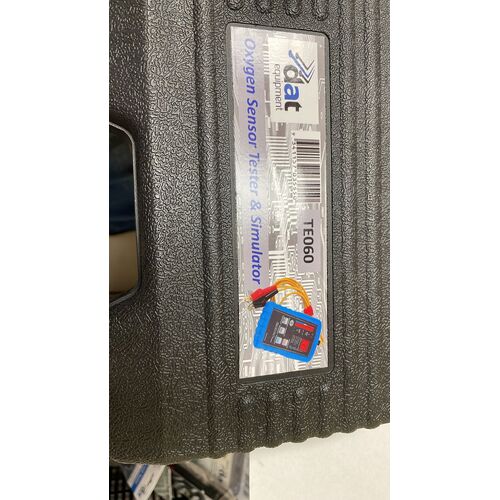 dat
equipment
TE060
Oxygen Sensor Tester & Simulator